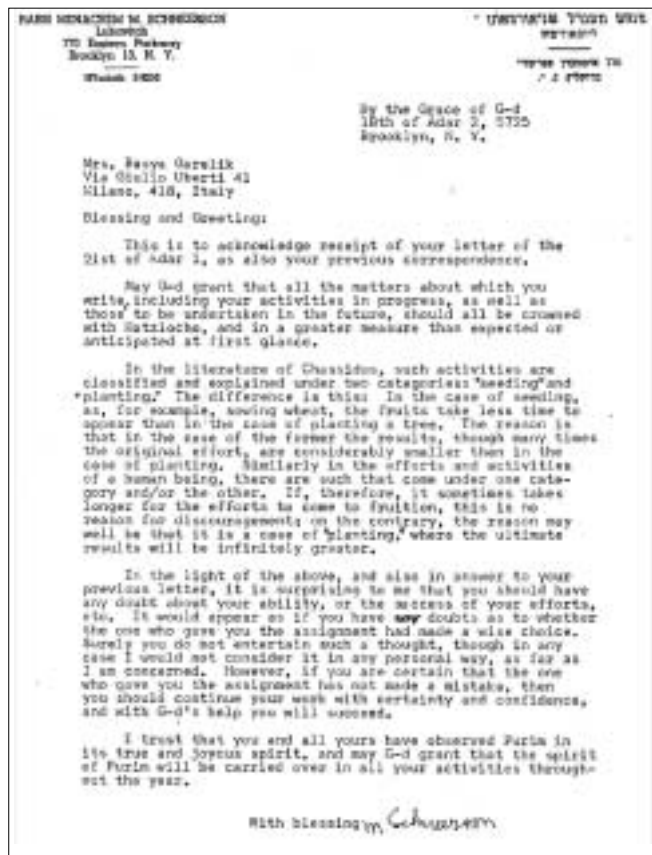 RABBI MENACHEM M. SCHNEERSON
Lubavitch
770 Eastern Parkway
Brooklyn 13, N. Y.
By the Grace of G-d
18th of Adar 2, 5725
Brooklyn, N. Y.
Mrs. Basya Garelik
Via Giulio Uberti 41
Milano, 418, Italy
Blessing and Greeting:
This is to acknowledge receipt of your letter of the
21st of Adar 1, as also your previous correspondence.
May G-d grant that all the matters about which you
write, including your activities in progress, as well as
those to be undertaken in the future, should all be crowned
with Hatzlocho, and in a greater measure than expected or
anticipated at first glance.
In the literature of Chassidus, such activities are
classified and explained under two categories: "seeding" and
"planting." The difference is this: In the case of seeding,
as, for example, sowing wheat, the fruits take less time to
appear than in the case of planting a tree. The reason is
that in the case of the former the results, though many times
the original effort, are considerably smaller than in the
case of planting. Similarly in the efforts and activities
of a human being, there are such that come under one cate-
gory and/or the other. If, therefore, it sometimes takes
longer for the efforts to come to fruition, this is no
reason for discouragement; on the contrary, the reason may
well be that it is a case of "planting," where the ultimate
results will be infinitely greater.
In the light of the above, and also in answer to your
previous letter, it is surprising to me that you should have
any doubt about your ability, or the success of your efforts,
etc. It would appear as if you have any doubts as to whether
the one who gave you the assignment had made a wise choice.
Surely you do not entertain such a thought, though in any
case I would not consider it in any personal way, as far as
I am concerned. However, if you are certain that the one
who gave you the assignment has not made a mistake, then
you should continue your work with certainty and confidence,
and with G-d's help you will succeed.
I trust that you and all yours have observed Purim in
its true and joyous spirit, and may G-d grant that the spirit
of Purim will be carried over in all your activities through-
out the year.
With blessing M Schneerson